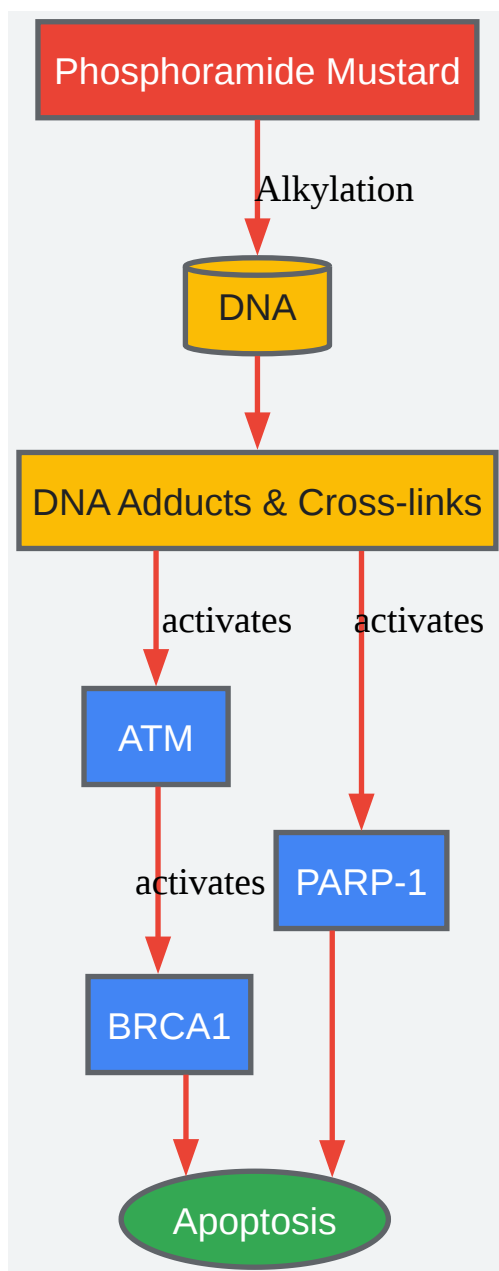 Phosphoramide Mustard
Alkylation
DNA
DNA Adducts & Cross-links
activates
activates
ATM
activates
PARP-1
BRCA1
Apoptosis